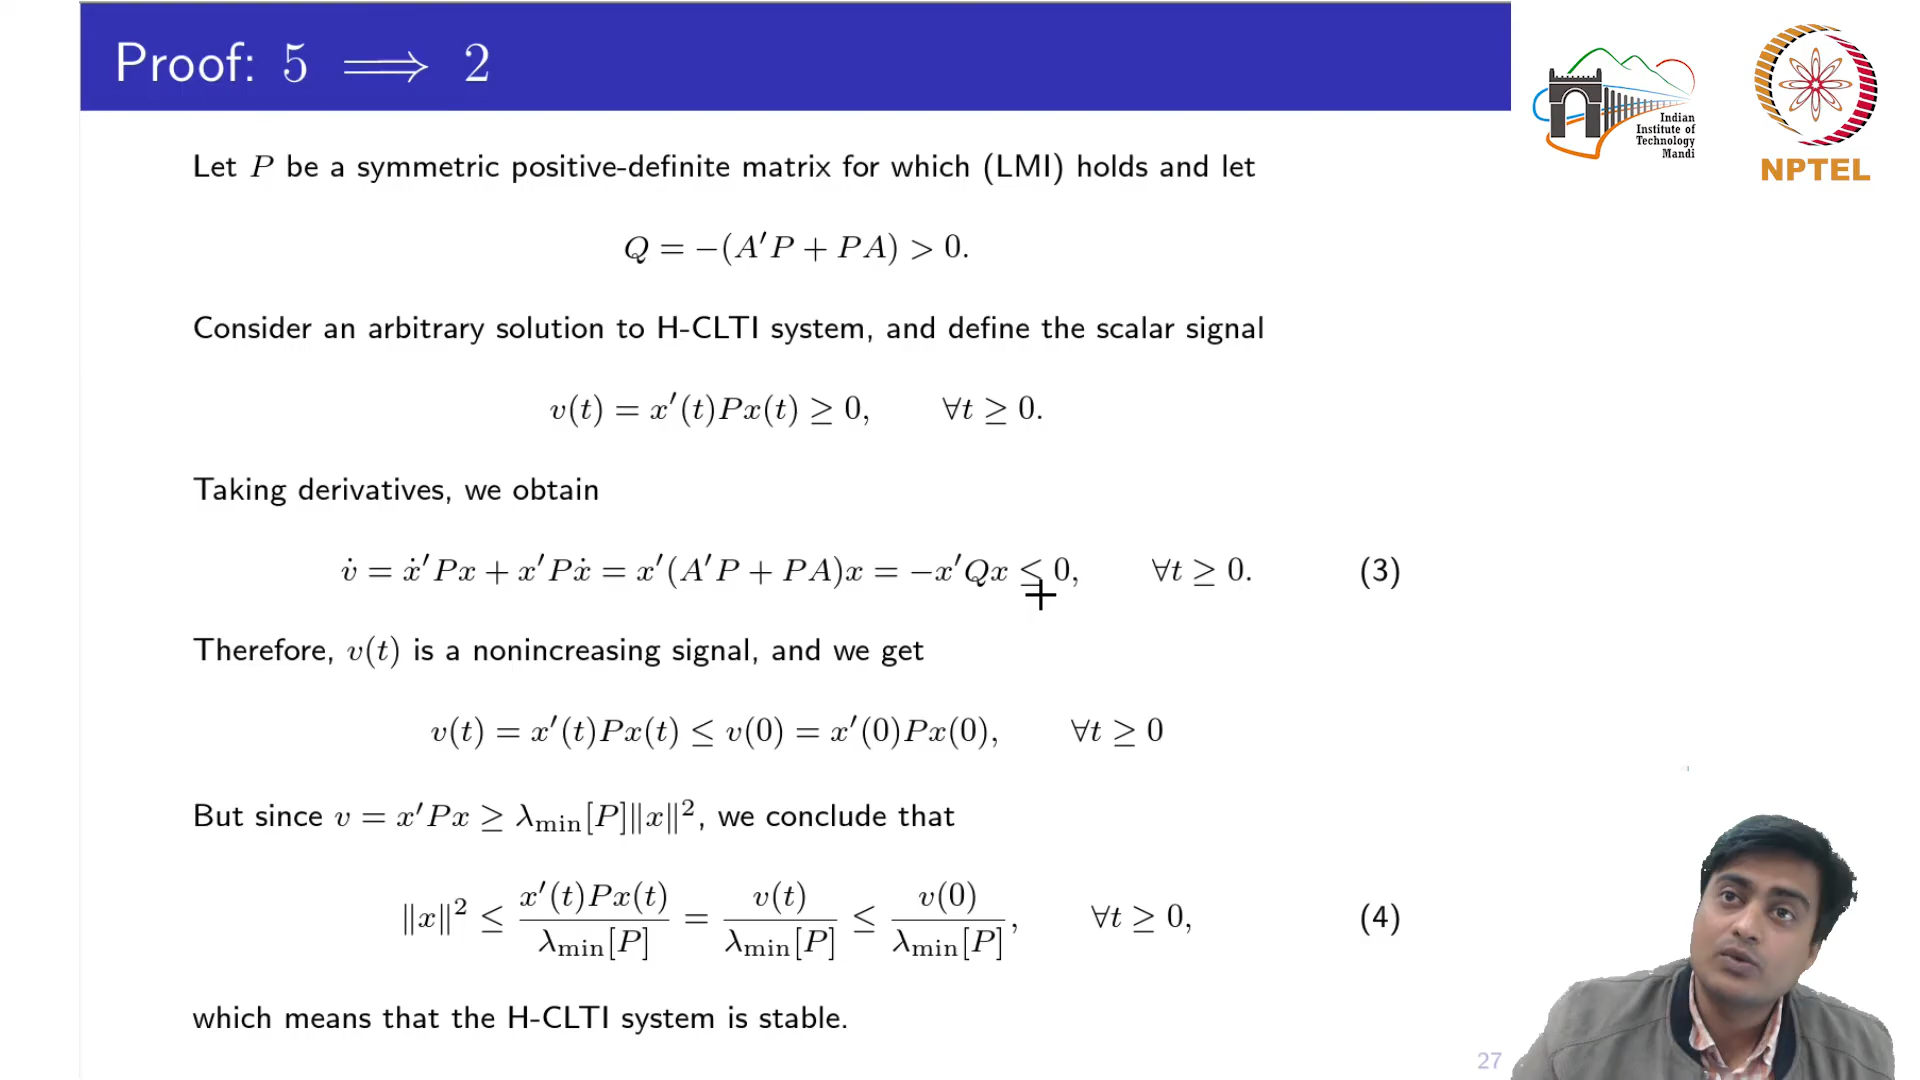 Proof: 5 ⟹ 2
Indian
Institute of
Technology
Mandi
NPTEL
Let P be a symmetric positive-definite matrix for which (LMI) holds and let
Q = −(A′P + PA) > 0.
Consider an arbitrary solution to H-CLTI system, and define the scalar signal
v(t) = x′(t)Px(t) ≥ 0, ∀t ≥ 0.
Taking derivatives, we obtain
v̇ = ẋ′Px + x′Pẋ = x′(A′P + PA)x = −x′Qx ≤ 0, ∀t ≥ 0. (3)
Therefore, v(t) is a nonincreasing signal, and we get
v(t) = x′(t)Px(t) ≤ v(0) = x′(0)Px(0), ∀t ≥ 0
But since v = x′Px ≥ λmin[P]‖x‖², we conclude that
‖x‖² ≤ x′(t)Px(t)/λmin[P] = v(t)/λmin[P] ≤ v(0)/λmin[P], ∀t ≥ 0, (4)
which means that the H-CLTI system is stable.
27